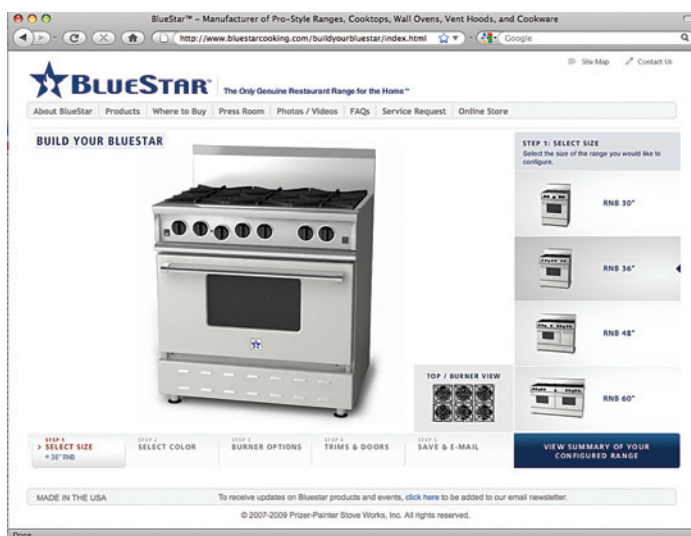 BlueStar™ – Manufacturer of Pro-Style Ranges, Cooktops, Wall Ovens, Vent Hoods, and Cookware
http://www.bluestarcooking.com/buildyourbluestar/index.html
Google
Site Map Contact Us
BLUESTAR™ The Only Genuine Restaurant Range for the Home™
About BlueStar Products Where to Buy Press Room Photos / Videos FAQs Service Request Online Store
BUILD YOUR BLUESTAR
STEP 1: SELECT SIZE
Select the size of the range you would like to
configure.
RNB 30"
RNB 36"
RNB 48"
RNB 60"
TOP / BURNER VIEW
STEP 1
› SELECT SIZE
36" RNB
STEP 2
SELECT COLOR
STEP 3
BURNER OPTIONS
STEP 4
TRIMS & DOORS
STEP 5
SAVE & E-MAIL
VIEW SUMMARY OF YOUR
CONFIGURED RANGE
MADE IN THE USA
To receive updates on Bluestar products and events, click here to be added to our email newsletter.
© 2007-2009 Prizer-Painter Stove Works, Inc. All rights reserved.
Done